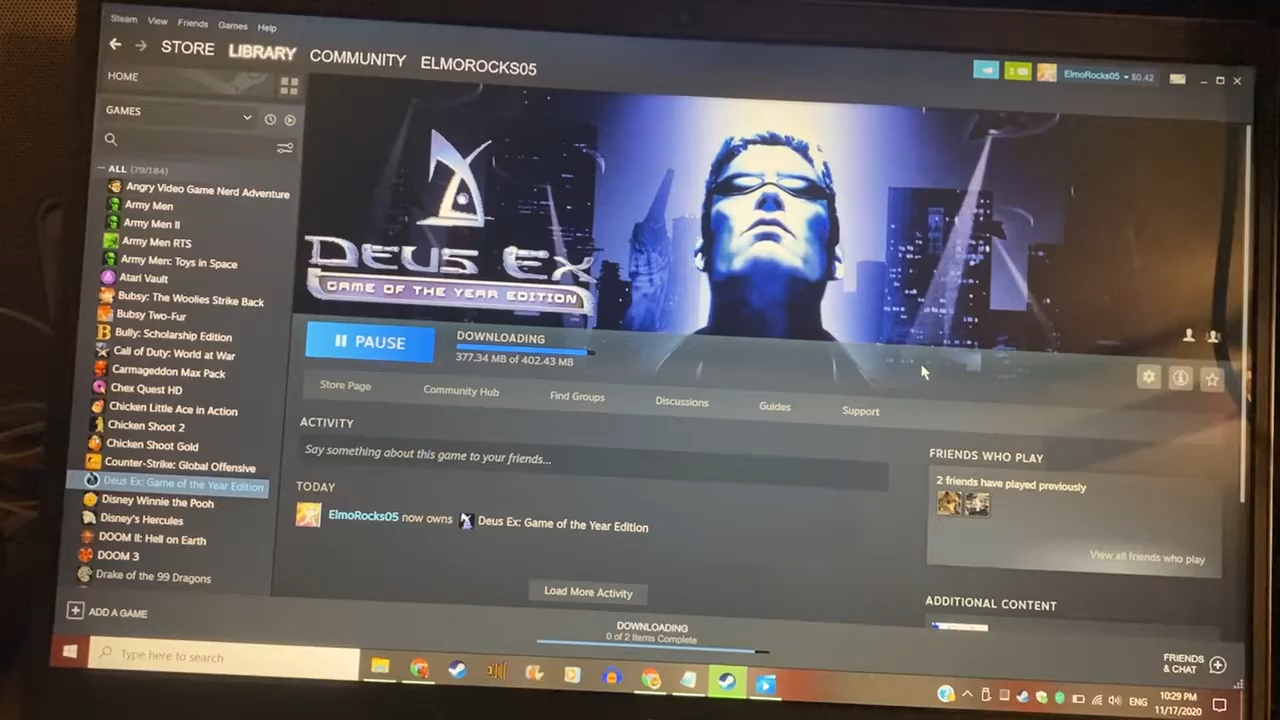 Steam View Friends Games Help
STORE LIBRARY COMMUNITY ELMOROCKS05
ElmoRocks05 $0.42
HOME
GAMES
ALL (79/184)
Angry Video Game Nerd Adventure
Army Men
Army Men II
Army Men RTS
Army Men: Toys in Space
Atari Vault
Bubsy: The Woolies Strike Back
Bubsy Two-Fur
Bully: Scholarship Edition
Call of Duty: World at War
Carmageddon Max Pack
Chex Quest HD
Chicken Little Ace in Action
Chicken Shoot 2
Chicken Shoot Gold
Counter-Strike: Global Offensive
Deus Ex: Game of the Year Edition
Disney Winnie the Pooh
Disney's Hercules
DOOM II: Hell on Earth
DOOM 3
Drake of the 99 Dragons
ADD A GAME
DEUS EX
GAME OF THE YEAR EDITION
PAUSE
DOWNLOADING
377.34 MB of 402.43 MB
Store Page Community Hub Find Groups Discussions Guides Support
ACTIVITY
Say something about this game to your friends...
TODAY
ElmoRocks05 now owns Deus Ex: Game of the Year Edition
Load More Activity
FRIENDS WHO PLAY
2 friends have played previously
View all friends who play
ADDITIONAL CONTENT
DOWNLOADING
0 of 2 Items Complete
FRIENDS
& CHAT
Type here to search
ENG
10:29 PM
11/17/2020